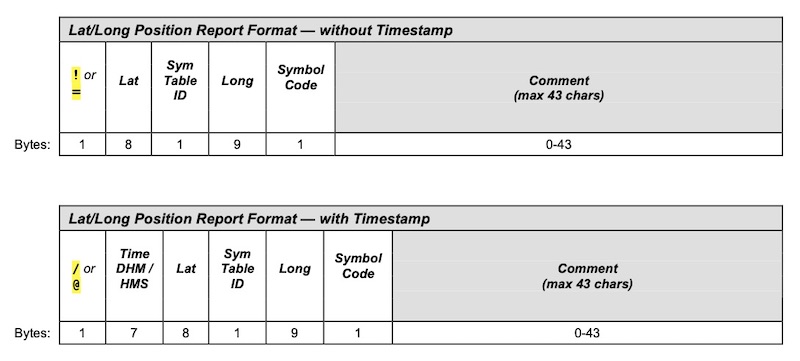 Lat/Long Position Report Format — without Timestamp
! or
=
Lat
Sym
Table
ID
Long
Symbol
Code
Comment
(max 43 chars)
Bytes: 1 8 1 9 1 0-43
Lat/Long Position Report Format — with Timestamp
/ or
@
Time
DHM /
HMS
Lat
Sym
Table
ID
Long
Symbol
Code
Comment
(max 43 chars)
Bytes: 1 7 8 1 9 1 0-43